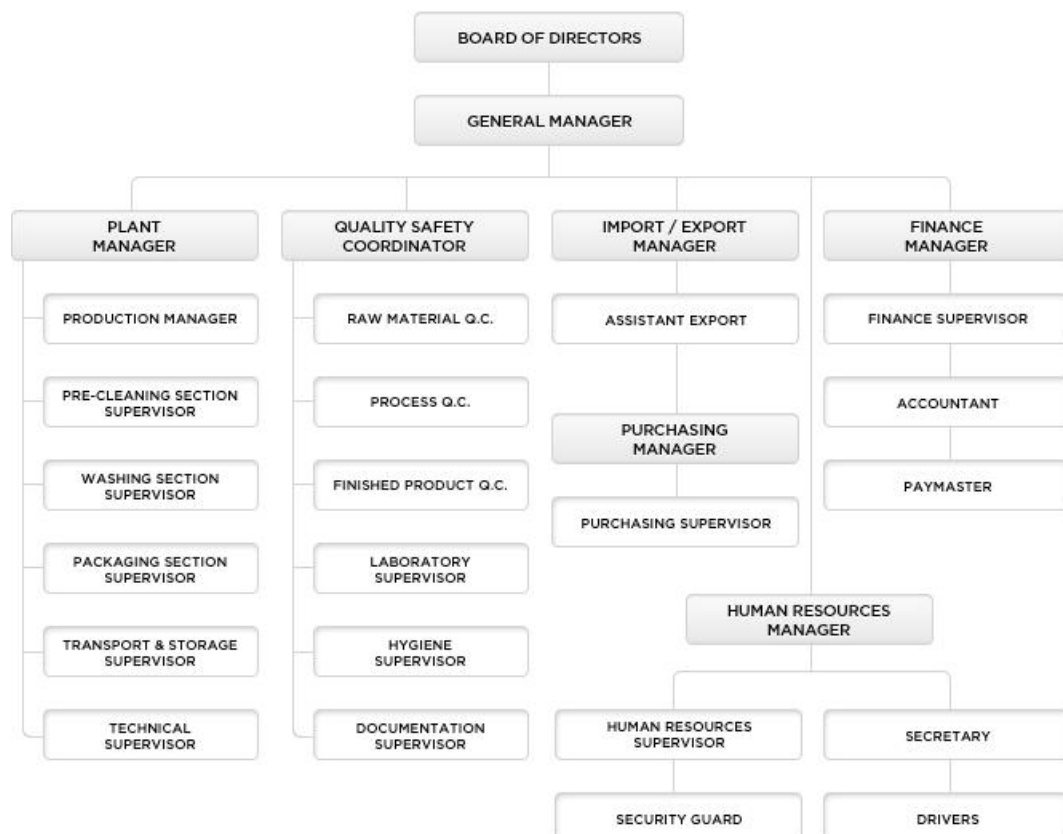 BOARD OF DIRECTORS
GENERAL MANAGER
PLANT
MANAGER
PRODUCTION MANAGER
PRE-CLEANING SECTION
SUPERVISOR
WASHING SECTION
SUPERVISOR
PACKAGING SECTION
SUPERVISOR
TRANSPORT & STORAGE
SUPERVISOR
TECHNICAL
SUPERVISOR
QUALITY SAFETY
COORDINATOR
RAW MATERIAL Q.C.
PROCESS Q.C.
FINISHED PRODUCT Q.C.
LABORATORY
SUPERVISOR
HYGIENE
SUPERVISOR
DOCUMENTATION
SUPERVISOR
IMPORT / EXPORT
MANAGER
ASSISTANT EXPORT
PURCHASING
MANAGER
PURCHASING SUPERVISOR
FINANCE
MANAGER
FINANCE SUPERVISOR
ACCOUNTANT
PAYMASTER
HUMAN RESOURCES
MANAGER
HUMAN RESOURCES
SUPERVISOR
SECURITY GUARD
SECRETARY
DRIVERS